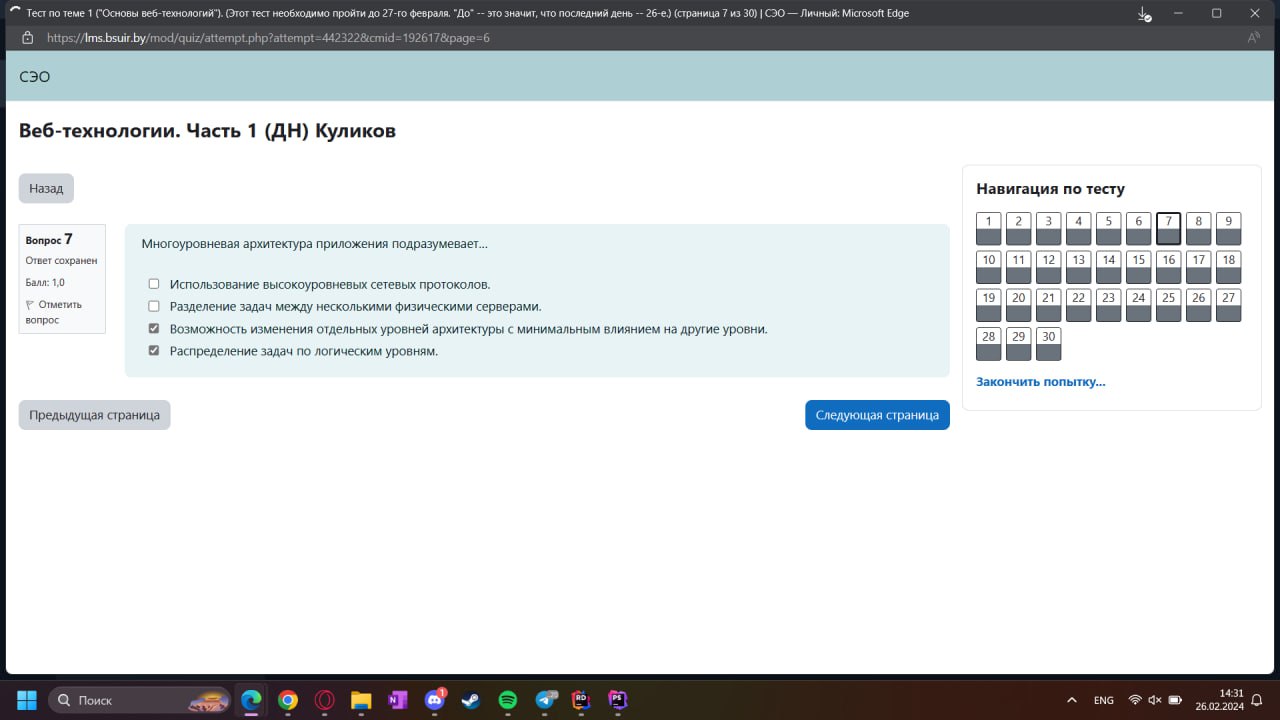 Тест по теме 1 ("Основы веб-технологий"). (Этот тест необходимо пройти до 27-го февраля. "До" -- это значит, что последний день -- 26-е.) (страница 7 из 30) | СЭО — Личный: Microsoft Edge
https://lms.bsuir.by/mod/quiz/attempt.php?attempt=442322&cmid=192617&page=6
СЭО
Веб-технологии. Часть 1 (ДН) Куликов
Назад
Вопрос 7
Ответ сохранен
Балл: 1,0
Отметить
вопрос
Многоуровневая архитектура приложения подразумевает...
Использование высокоуровневых сетевых протоколов.
Разделение задач между несколькими физическими серверами.
Возможность изменения отдельных уровней архитектуры с минимальным влиянием на другие уровни.
Распределение задач по логическим уровням.
Предыдущая страница
Следующая страница
Навигация по тесту
1 2 3 4 5 6 7 8 9
10 11 12 13 14 15 16 17 18
19 20 21 22 23 24 25 26 27
28 29 30
Закончить попытку...
Поиск
1
RD
PS
ENG
14:31
26.02.2024